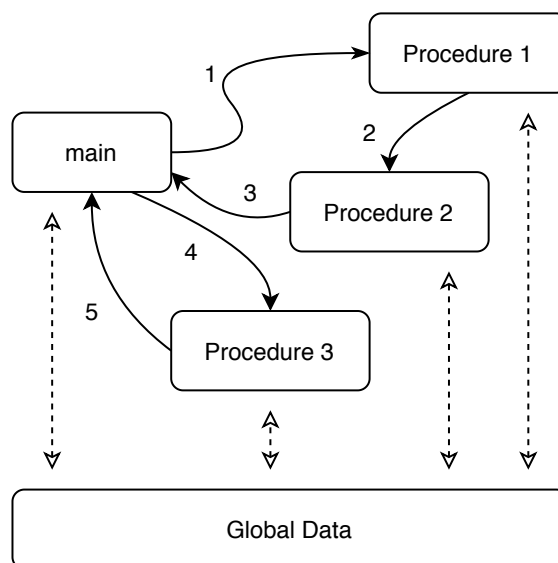 Procedure 1
1
2
main
3
Procedure 2
4
5
Procedure 3
Global Data